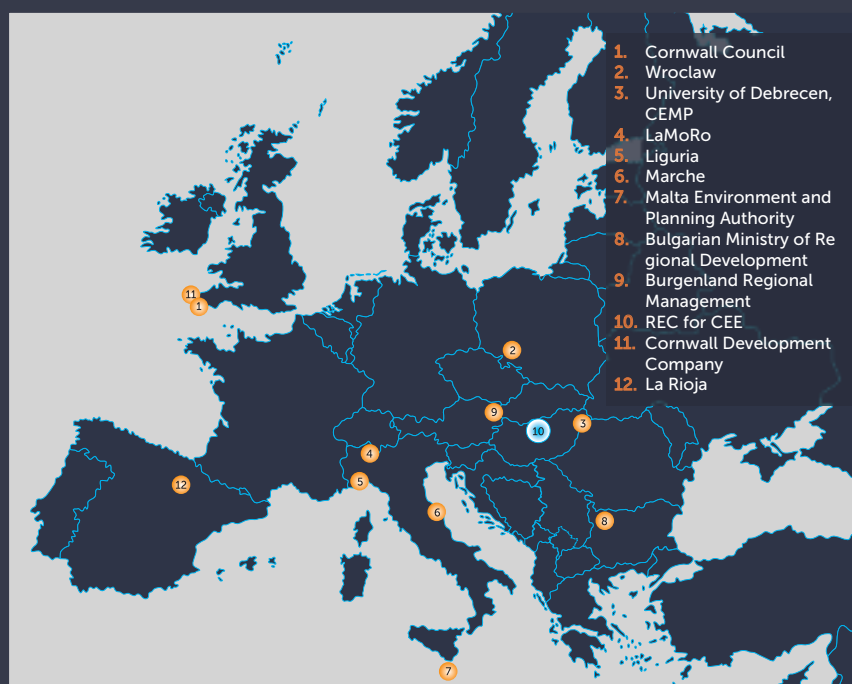 1. Cornwall Council
2. Wroclaw
3. University of Debrecen,
CEMP
4. LaMoRo
5. Liguria
6. Marche
7. Malta Environment and
Planning Authority
8. Bulgarian Ministry of Re
gional Development
9. Burgenland Regional
Management
10. REC for CEE
11. Cornwall Development
Company
12. La Rioja
11
1
2
9
10
3
4
5
12
6
8
7